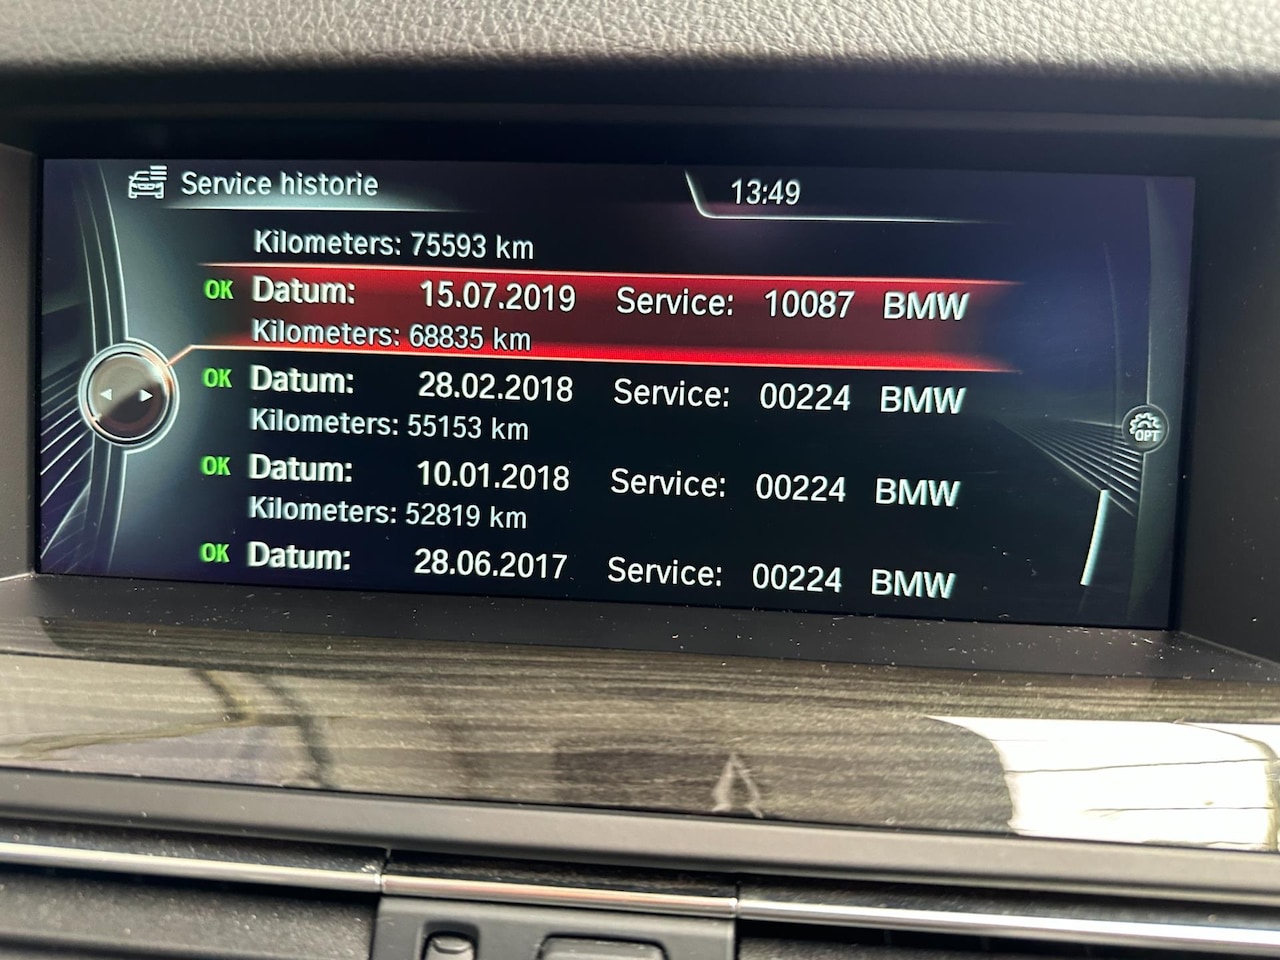 Service historie 13:49
Kilometers: 75593 km
OK Datum: 15.07.2019 Service: 10087 BMW
Kilometers: 68835 km
OK Datum: 28.02.2018 Service: 00224 BMW
Kilometers: 55153 km
OPT
OK Datum: 10.01.2018 Service: 00224 BMW
Kilometers: 52819 km
OK Datum: 28.06.2017 Service: 00224 BMW